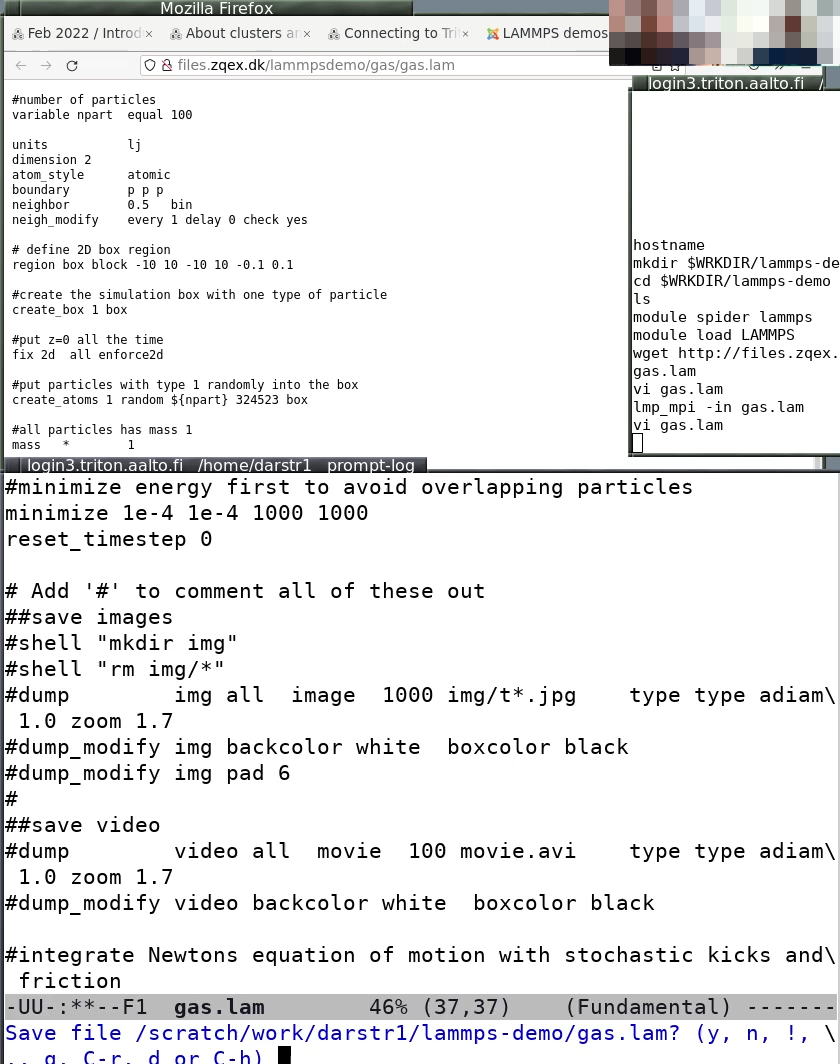 Mozilla Firefox
Feb 2022 / Introd
About clusters an
Connecting to Trit
LAMMPS demos
files.zqex.dk/lammpsdemo/gas/gas.lam
#number of particles
variable npart equal 100
units lj
dimension 2
atom_style atomic
boundary p p p
neighbor 0.5 bin
neigh_modify every 1 delay 0 check yes
# define 2D box region
region box block -10 10 -10 10 -0.1 0.1
#create the simulation box with one type of particle
create_box 1 box
#put z=0 all the time
fix 2d all enforce2d
#put particles with type 1 randomly into the box
create_atoms 1 random ${npart} 324523 box
#all particles has mass 1
mass * 1
login3.triton.aalto.fi /
hostname
mkdir $WRKDIR/lammps-de
cd $WRKDIR/lammps-demo
ls
module spider lammps
module load LAMMPS
wget http://files.zqex.
gas.lam
vi gas.lam
lmp_mpi -in gas.lam
vi gas.lam
login3.triton.aalto.fi /home/darstr1 prompt-log
#minimize energy first to avoid overlapping particles
minimize 1e-4 1e-4 1000 1000
reset_timestep 0
# Add '#' to comment all of these out
##save images
#shell "mkdir img"
#shell "rm img/*"
#dump img all image 1000 img/t*.jpg type type adiam\
1.0 zoom 1.7
#dump_modify img backcolor white boxcolor black
#dump_modify img pad 6
#
##save video
#dump video all movie 100 movie.avi type type adiam\
1.0 zoom 1.7
#dump_modify video backcolor white boxcolor black
#integrate Newtons equation of motion with stochastic kicks and\
friction
-UU-:**--F1 gas.lam 46% (37,37) (Fundamental) -------
Save file /scratch/work/darstr1/lammps-demo/gas.lam? (y, n, !, \
., q, C-r, d or C-h)